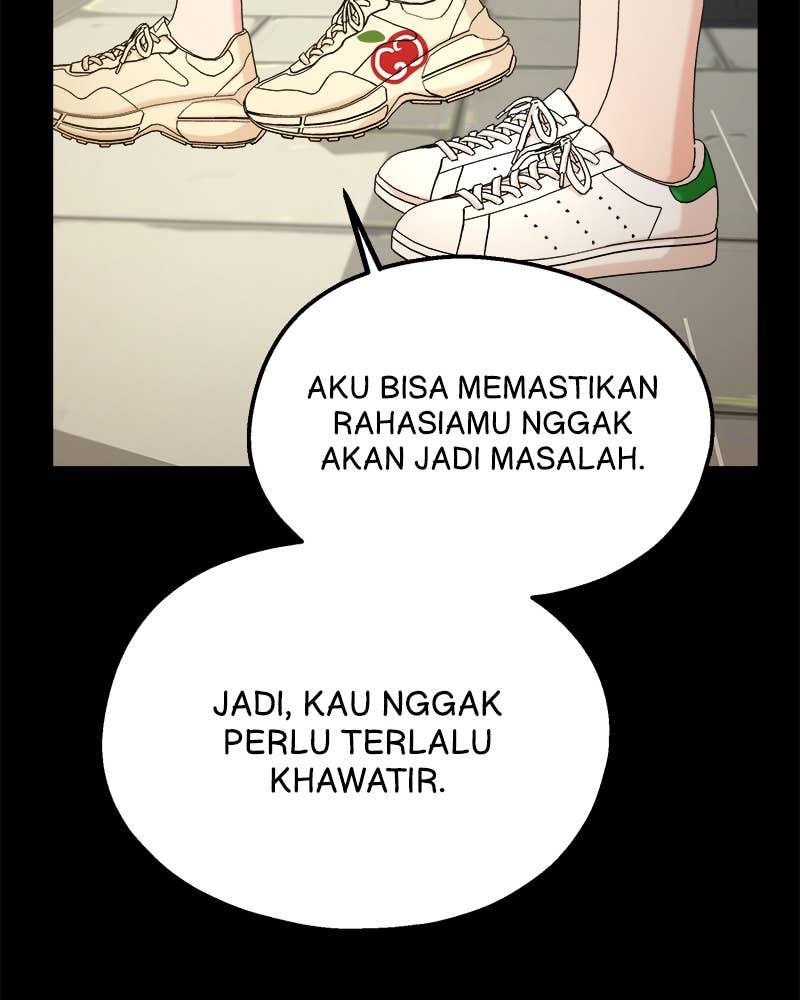 AKU BISA MEMASTIKAN
RAHASIAMU NGGAK
AKAN JADI MASALAH.
JADI, KAU NGGAK
PERLU TERLALU
KHAWATIR.